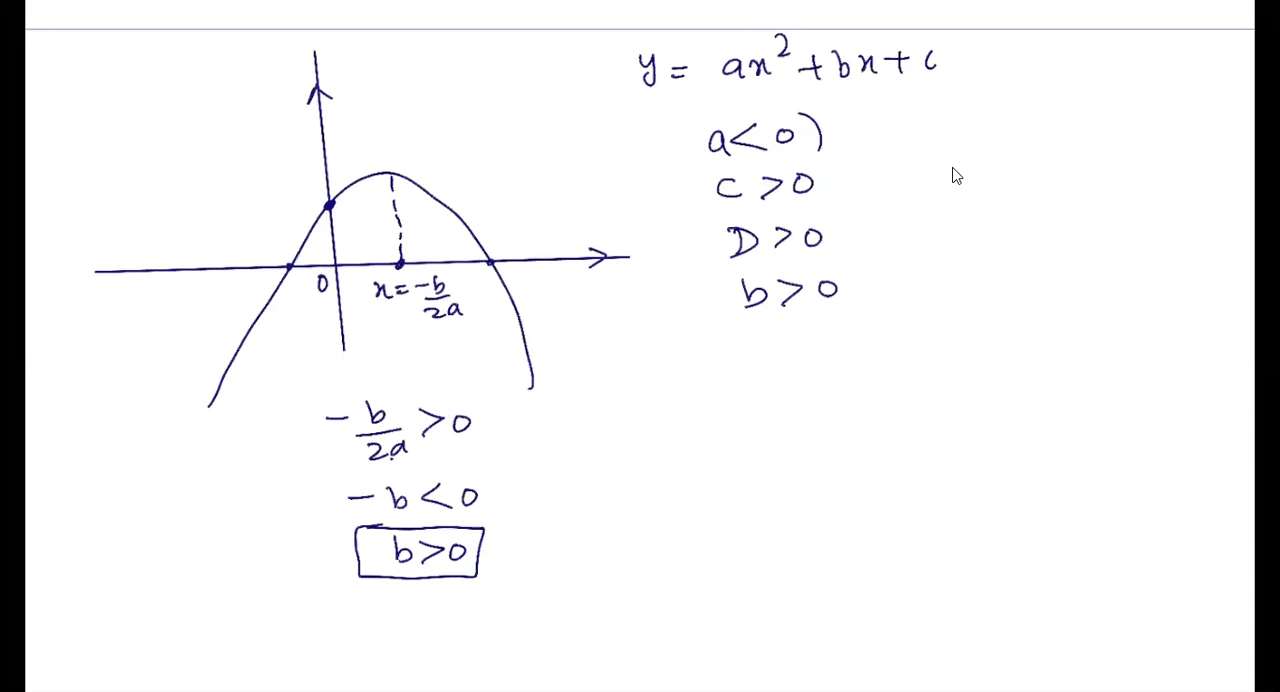 y = ax² + bx + c
a < 0)
c > 0
D > 0
b > 0
0
x = -b/2a
-b/2a > 0
-b < 0
b > 0